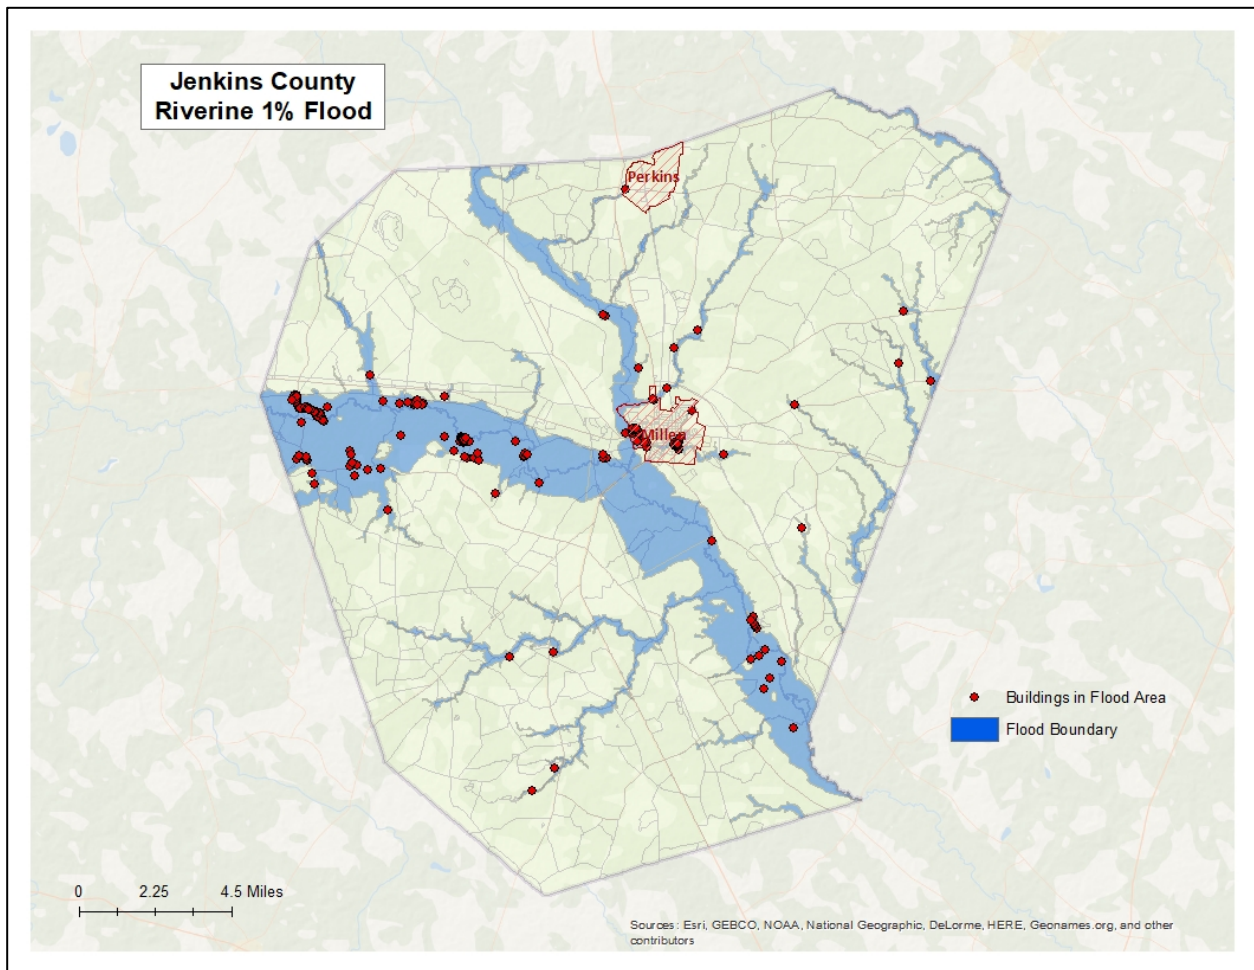 Jenkins County
Riverine 1% Flood
Perkins
Millen
Buildings in Flood Area
Flood Boundary
0 2.25 4.5 Miles
Sources: Esri, GEBCO, NOAA, National Geographic, DeLorme, HERE, Geonames.org, and other
contributors